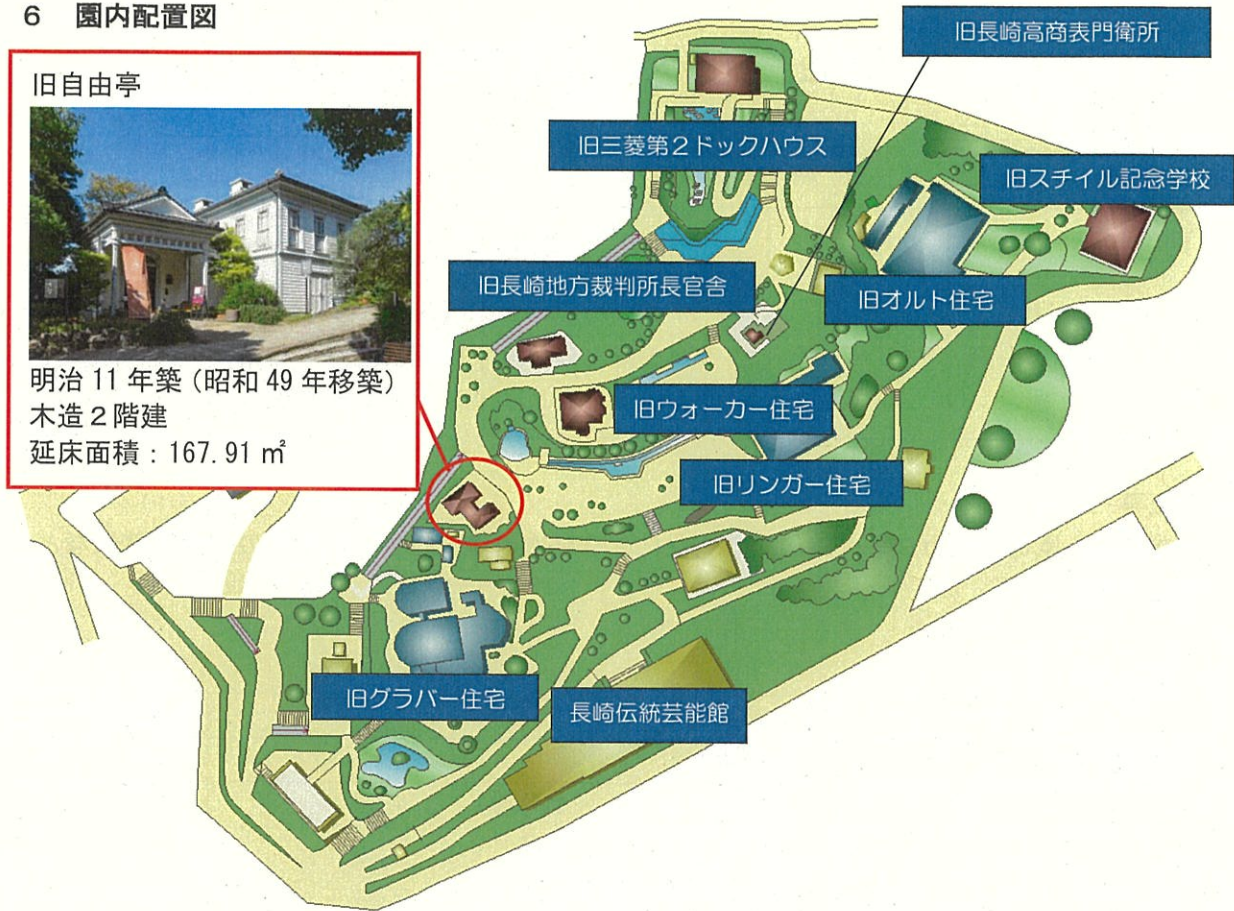 6 園内配置図
旧自由亭
明治 11 年築（昭和 49 年移築）
木造 2 階建
延床面積：167.91 ㎡
旧長崎高商表門衛所
旧三菱第2ドックハウス
旧スチイル記念学校
旧長崎地方裁判所長官舎
旧オルト住宅
旧ウォーカー住宅
旧リンガー住宅
旧グラバー住宅
長崎伝統芸能館